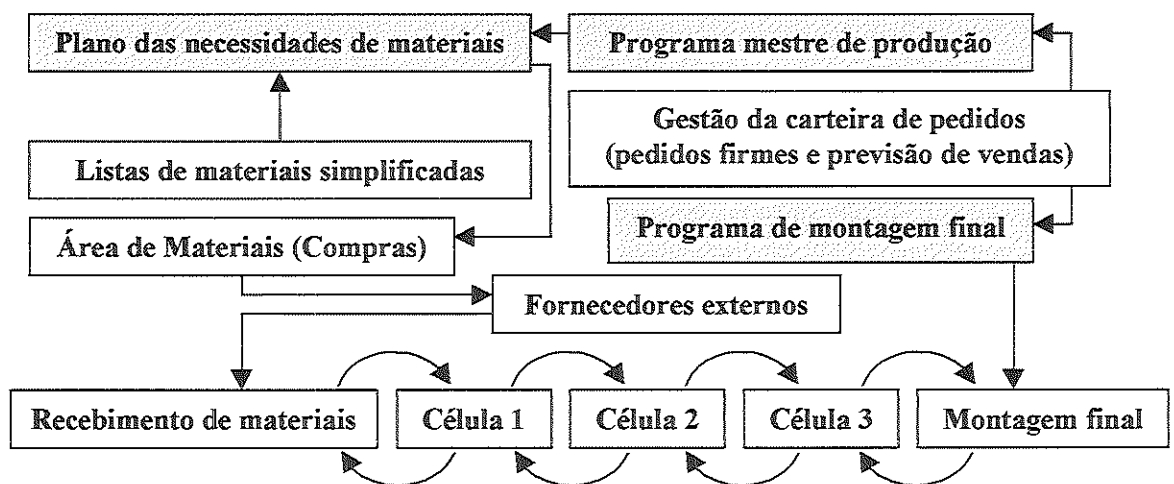 Plano das necessidades de materiais
Programa mestre de produção
Gestão da carteira de pedidos
(pedidos firmes e previsão de vendas)
Listas de materiais simplificadas
Programa de montagem final
Área de Materiais (Compras)
Fornecedores externos
Recebimento de materiais
Célula 1
Célula 2
Célula 3
Montagem final